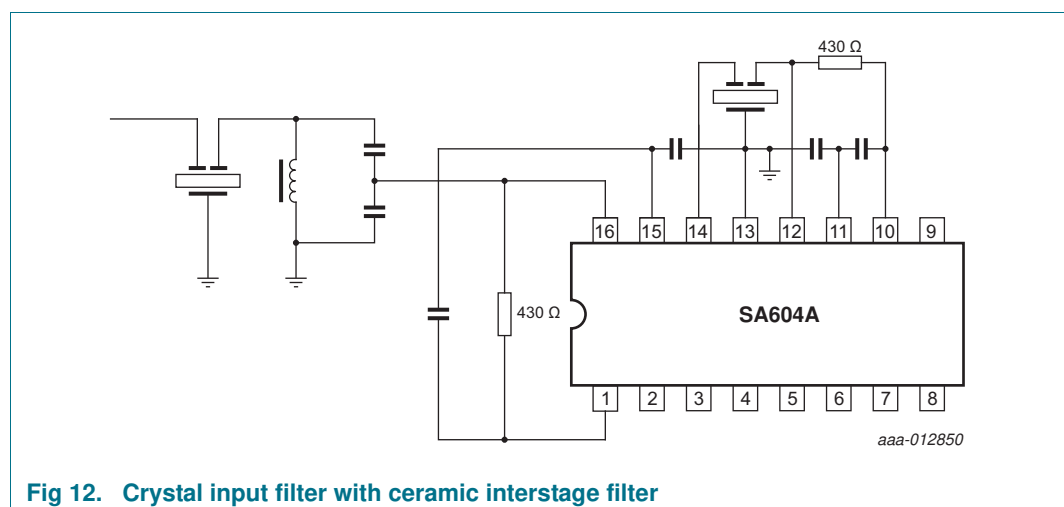 430 Ω
16 15 14 13 12 11 10 9
430 Ω
SA604A
1 2 3 4 5 6 7 8
aaa-012850
Fig 12. Crystal input filter with ceramic interstage filter